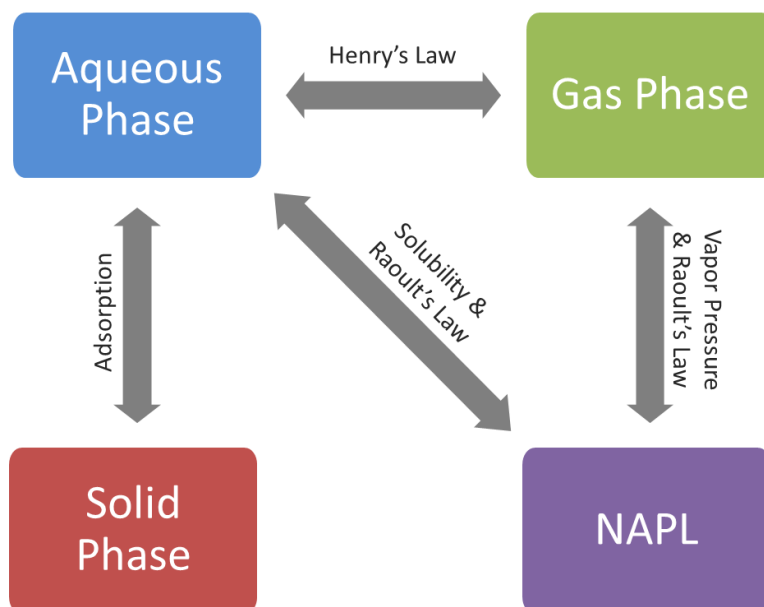 Aqueous
Phase
Henry's Law
Gas Phase
Adsorption
Solubility &
Raoult's Law
Vapor Pressure
& Raoult's Law
Solid
Phase
NAPL